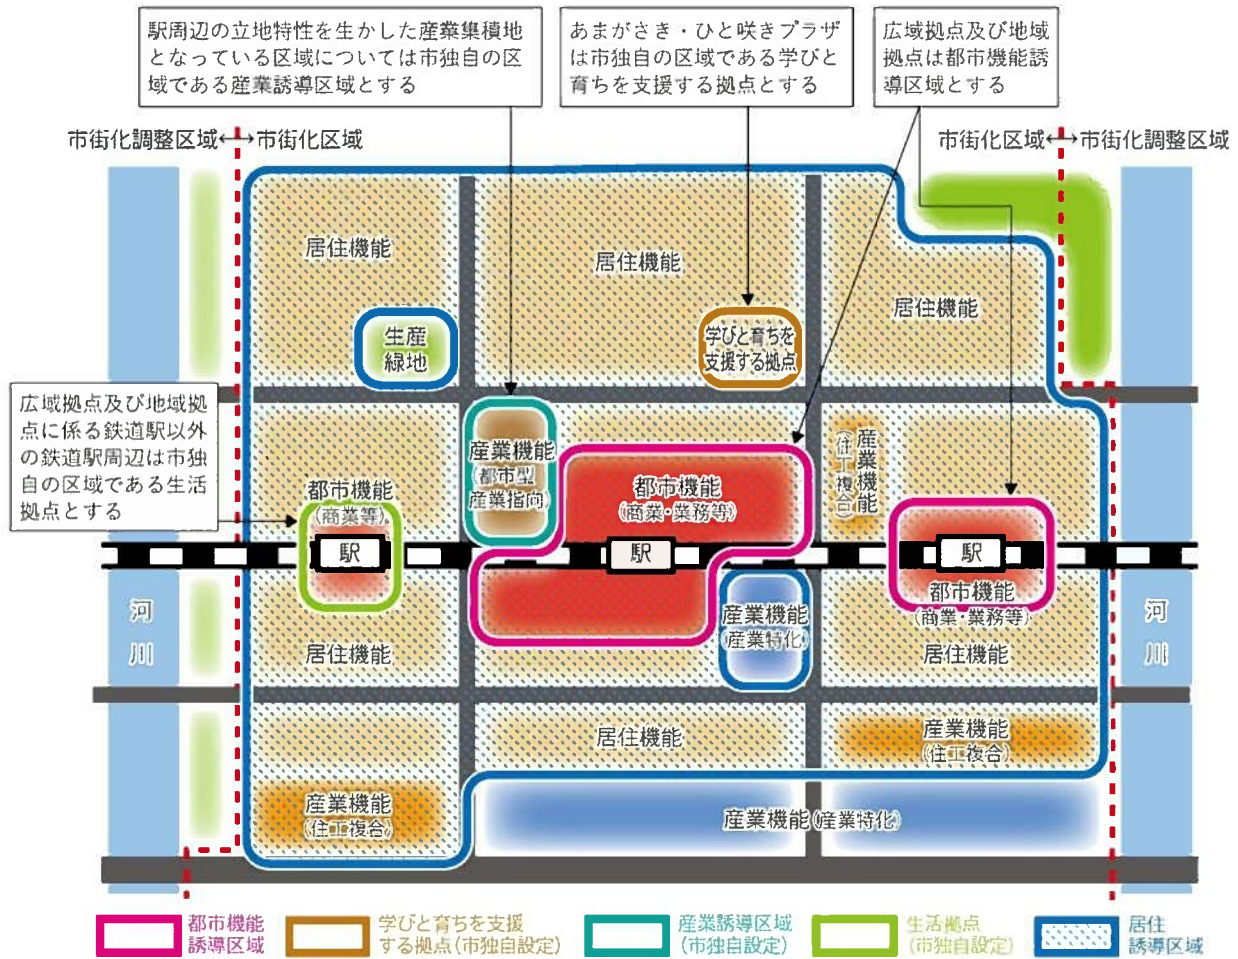 駅周辺の立地特性を生かした産業集積地
となっている区域については市独自の区
域である産業誘導区域とする
あまがさき・ひと咲きプラザ
は市独自の区域である学びと
育ちを支援する拠点とする
広域拠点及び地域
拠点は都市機能誘
導区域とする
市街化調整区域
市街化区域
市街化区域
市街化調整区域
居住機能
居住機能
居住機能
生産
緑地
学びと育ちを
支援する拠点
広域拠点及び地域拠
点に係る鉄道駅以外
の鉄道駅周辺は市独
自の区域である生活
拠点とする
産業機能
(都市型
産業指向)
産業機能
(住工複合)
都市機能
(商業等)
都市機能
(商業・業務等)
駅
駅
駅
都市機能
(商業・業務等)
産業機能
(産業特化)
河
川
河
川
居住機能
居住機能
居住機能
産業機能
(住工複合)
産業機能
(住工複合)
産業機能(産業特化)
都市機能
誘導区域
学びと育ちを支援
する拠点(市独自設定)
産業誘導区域
(市独自設定)
生活拠点
(市独自設定)
居住
誘導区域